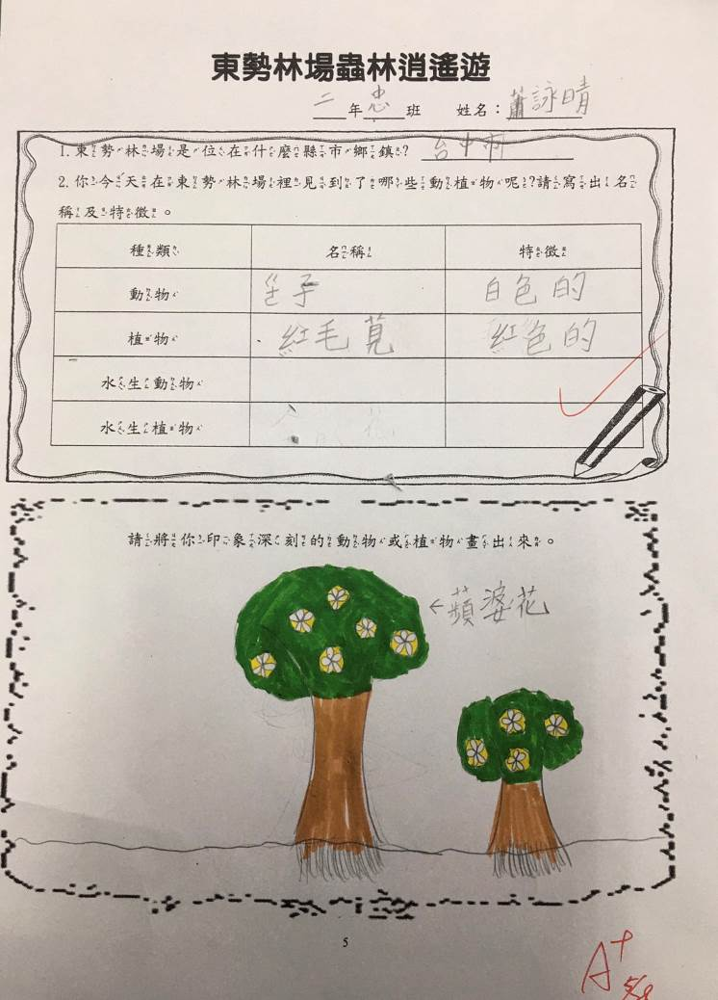 東勢林場蟲林逍遙遊
二年忠班 姓名：蕭詠晴
1.東勢林場是位在什麼縣市鄉鎮? 台中市
2.你今天在東勢林場裡見到了哪些動植物呢?請寫出名
稱及特徵。
種類 名稱 特徵
動物 子 白色的
植物 紅毛莧 紅色的
水生動物
水生植物
請將你印象深刻的動物或植物畫出來。
←蘋婆花
5
A+